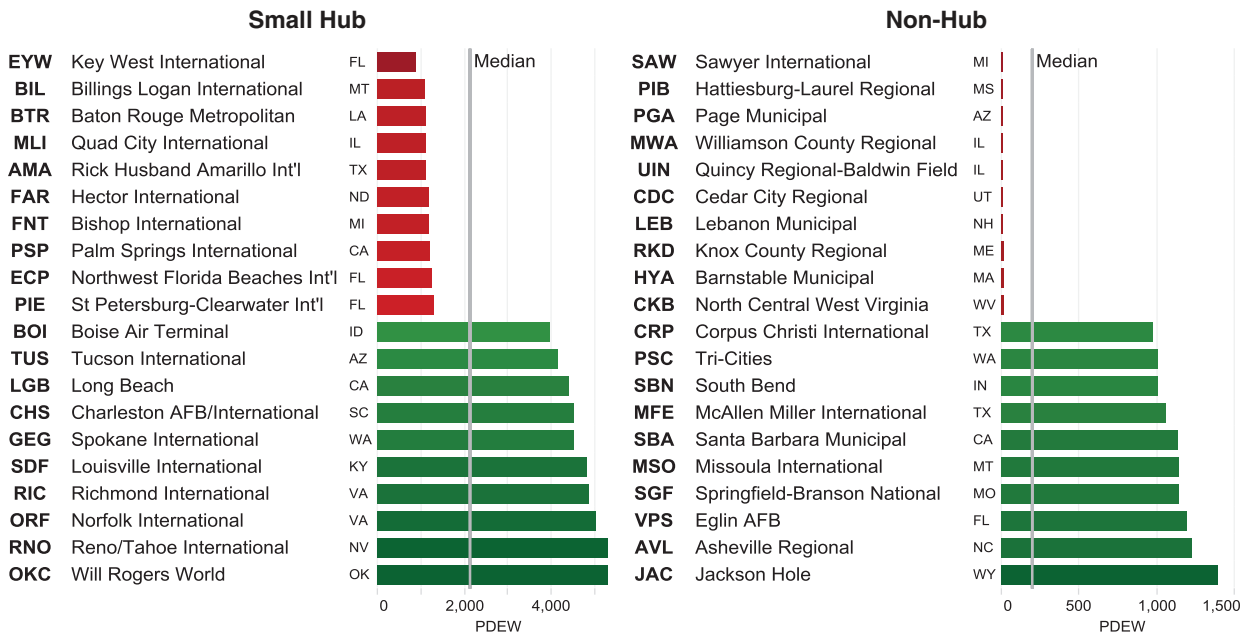 Small Hub
EYW Key West International FL
BIL Billings Logan International MT
BTR Baton Rouge Metropolitan LA
MLI Quad City International IL
AMA Rick Husband Amarillo Int'l TX
FAR Hector International ND
FNT Bishop International MI
PSP Palm Springs International CA
ECP Northwest Florida Beaches Int'l FL
PIE St Petersburg-Clearwater Int'l FL
BOI Boise Air Terminal ID
TUS Tucson International AZ
LGB Long Beach CA
CHS Charleston AFB/International SC
GEG Spokane International WA
SDF Louisville International KY
RIC Richmond International VA
ORF Norfolk International VA
RNO Reno/Tahoe International NV
OKC Will Rogers World OK
Median
0 2,000 4,000
PDEW
Non-Hub
SAW Sawyer International MI
PIB Hattiesburg-Laurel Regional MS
PGA Page Municipal AZ
MWA Williamson County Regional IL
UIN Quincy Regional-Baldwin Field IL
CDC Cedar City Regional UT
LEB Lebanon Municipal NH
RKD Knox County Regional ME
HYA Barnstable Municipal MA
CKB North Central West Virginia WV
CRP Corpus Christi International TX
PSC Tri-Cities WA
SBN South Bend IN
MFE McAllen Miller International TX
SBA Santa Barbara Municipal CA
MSO Missoula International MT
SGF Springfield-Branson National MO
VPS Eglin AFB FL
AVL Asheville Regional NC
JAC Jackson Hole WY
Median
0 500 1,000 1,500
PDEW